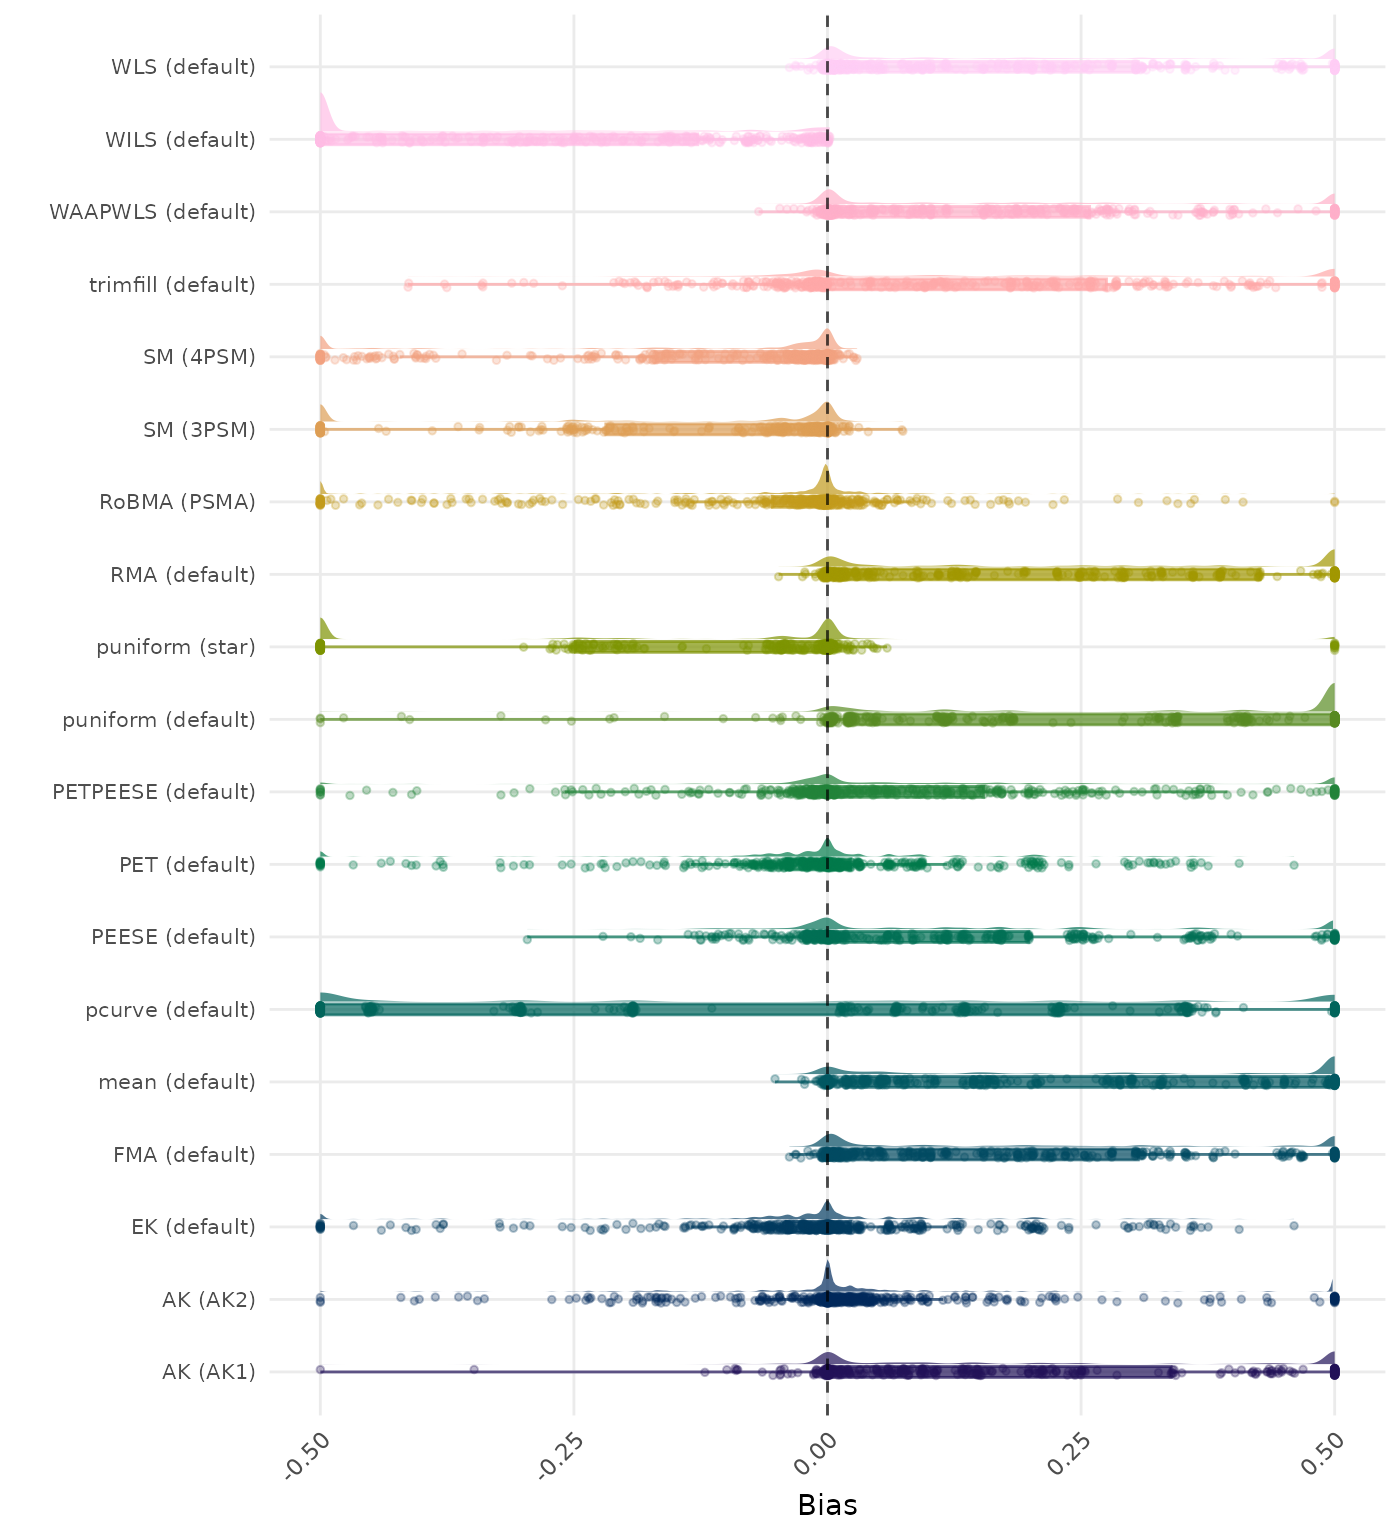 WLS (default)
WILS (default)
WAAPWLS (default)
trimfill (default)
SM (4PSM)
SM (3PSM)
RoBMA (PSMA)
RMA (default)
puniform (star)
puniform (default)
PETPEESE (default)
PET (default)
PEESE (default)
pcurve (default)
mean (default)
FMA (default)
EK (default)
AK (AK2)
AK (AK1)
-0.50
-0.25
0.00
0.25
0.50
Bias